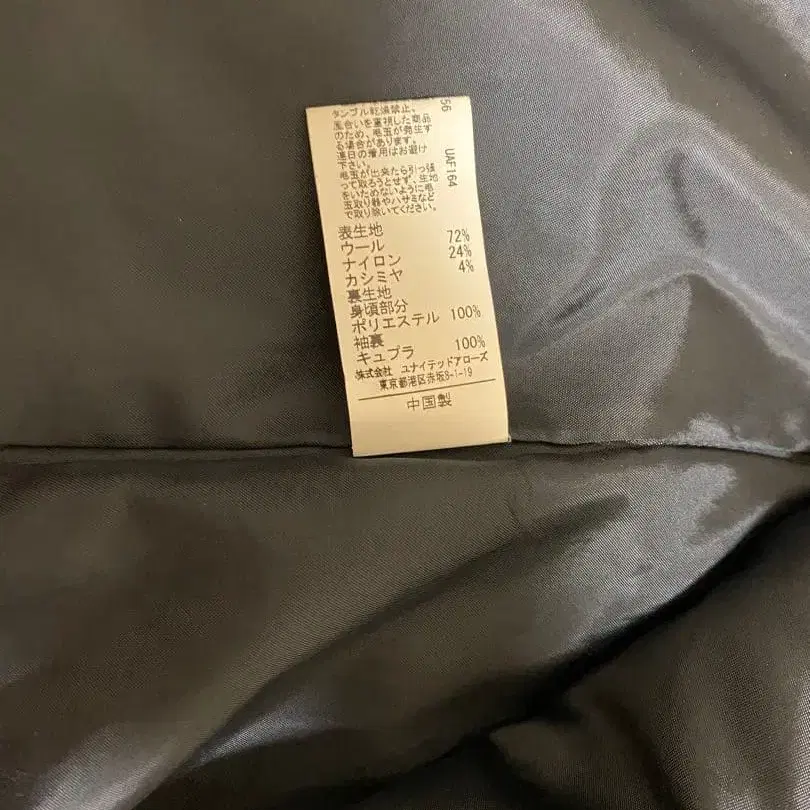 タンブル乾燥禁止、
風合いを重視した商品
のため、毛玉が発生す
る場合があります。
連日の着用はお避け
下さい。
毛玉が出来たら引っ張
って取ろうとせず、生地
をいためないように毛
玉取り器やハサミなど
で取り除いてください。
56 UAF164
表生地
ウール 72%
ナイロン 24%
カシミヤ 4%
裏生地
身頃部分
ポリエステル 100%
袖裏
キュプラ 100%
株式会社 ユナイテッドアローズ
東京都港区赤坂8-1-19
中国製